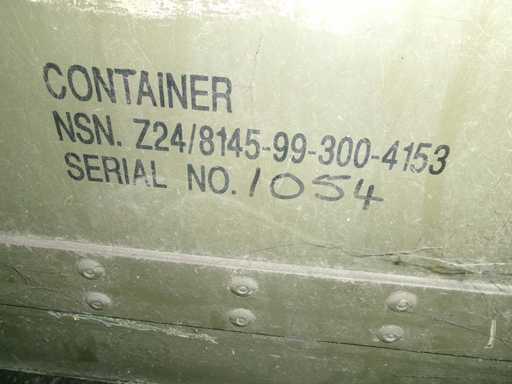 CONTAINER
NSN. Z24/8145-99-300-4153
SERIAL NO. 1054